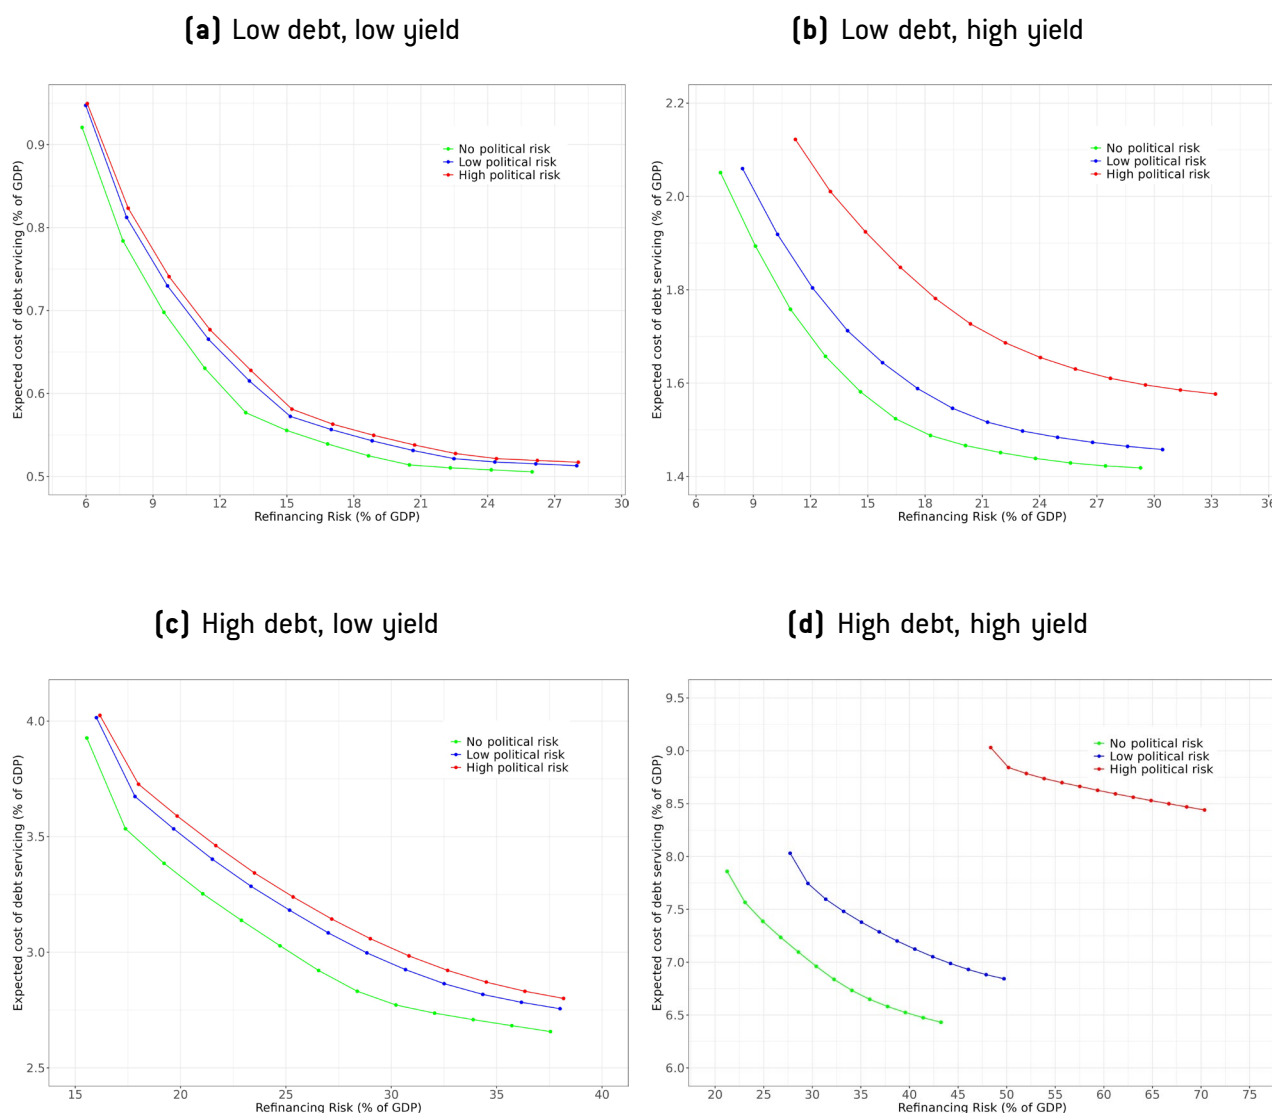 (a) Low debt, low yield
Expected cost of debt servicing (% of GDP)
0.9
0.8
0.7
0.6
0.5
No political risk
Low political risk
High political risk
6 9 12 15 18 21 24 27 30
Refinancing Risk (% of GDP)
(b) Low debt, high yield
Expected cost of debt servicing (% of GDP)
2.2
2.0
1.8
1.6
1.4
No political risk
Low political risk
High political risk
6 9 12 15 18 21 24 27 30 33 36
Refinancing Risk (% of GDP)
(c) High debt, low yield
Expected cost of debt servicing (% of GDP)
4.0
3.5
3.0
2.5
No political risk
Low political risk
High political risk
15 20 25 30 35 40
Refinancing Risk (% of GDP)
(d) High debt, high yield
Expected cost of debt servicing (% of GDP)
9.5
9.0
8.5
8.0
7.5
7.0
6.5
6.0
No political risk
Low political risk
High political risk
20 25 30 35 40 45 50 55 60 65 70 75
Refinancing Risk (% of GDP)